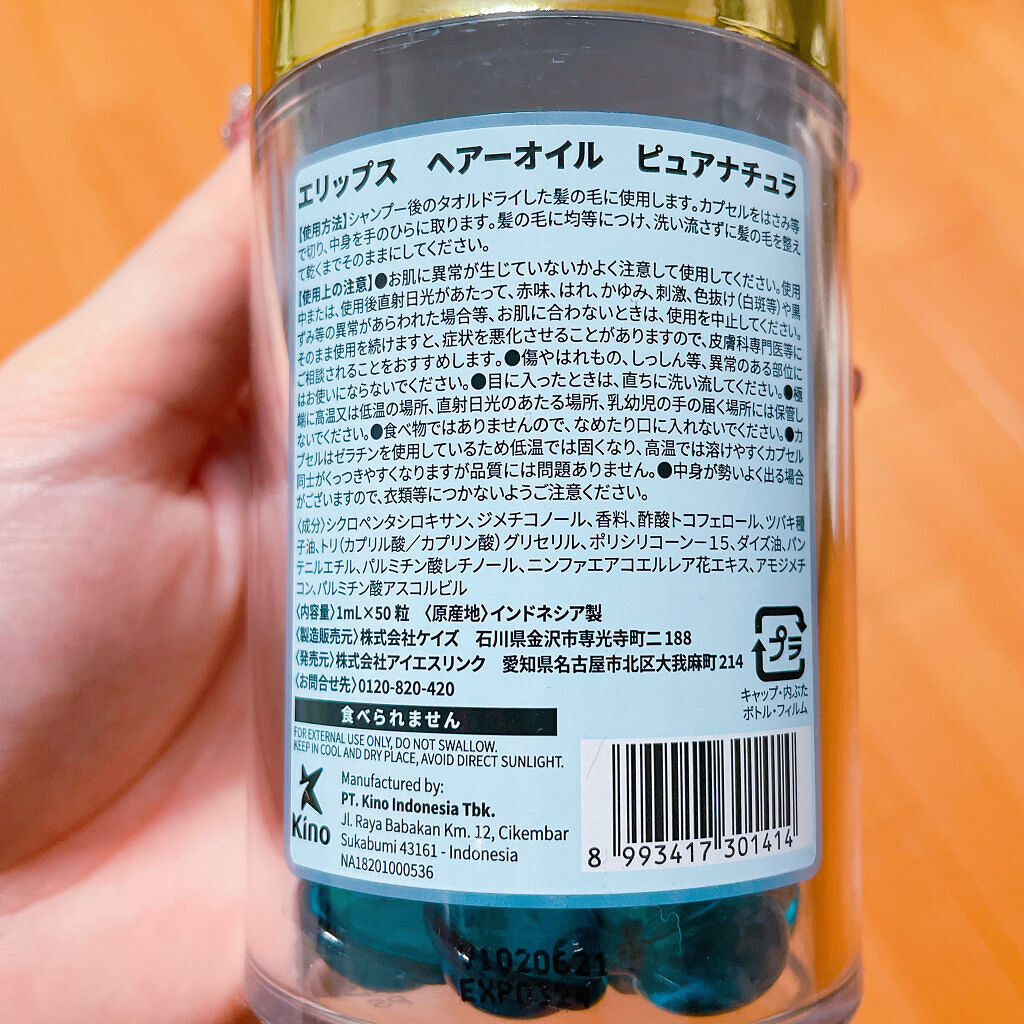 エリップス ヘアーオイル ピュアナチュラ
【使用方法】シャンプー後のタオルドライした髪の毛に使用します。カプセルをはさみ等
で切り、中身を手のひらに取ります。髪の毛に均等につけ、洗い流さずに髪の毛を整え
て乾くまでそのままにしてください。
【使用上の注意】●お肌に異常が生じていないかよく注意して使用してください。使用
中または、使用後直射日光があたって、赤味、はれ、かゆみ、刺激、色抜け(白斑等)や黒
ずみ等の異常があらわれた場合等、お肌に合わないときは、使用を中止してください。
そのまま使用を続けますと、症状を悪化させることがありますので、皮膚科専門医等に
ご相談されることをおすすめします。●傷やはれもの、しっしん等、異常のある部位に
はお使いにならないでください。●目に入ったときは、直ちに洗い流してください。●極
端に高温又は低温の場所、直射日光のあたる場所、乳幼児の手の届く場所には保管し
ないでください。●食べ物ではありませんので、なめたり口に入れないでください。●カ
プセルはゼラチンを使用しているため低温では固くなり、高温では溶けやすくカプセル
同士がくっつきやすくなりますが品質には問題ありません。●中身が勢いよく出る場合
がございますので、衣類等につかないようご注意ください。
〈成分〉シクロペンタシロキサン、ジメチコノール、香料、酢酸トコフェロール、ツバキ種
子油、トリ(カプリル酸/カプリン酸)グリセリル、ポリシリコーンー15、ダイズ油、パン
テニルエチル、パルミチン酸レチノール、ニンファエアコエルレア花エキス、アモジメチ
コン、パルミチン酸アスコルビル
〈内容量〉1mL×50粒 〈原産地〉インドネシア製
〈製造販売元〉株式会社ケイズ 石川県金沢市専光寺町二188
〈発売元〉株式会社アイエスリンク 愛知県名古屋市北区大我麻町214
〈お問合せ先〉0120-820-420
プラ
キャップ・内ぶた
ボトル・フィルム
食べられません
FOR EXTERNAL USE ONLY, DO NOT SWALLOW.
KEEP IN COOL AND DRY PLACE, AVOID DIRECT SUNLIGHT.
Kino
Manufactured by:
PT. Kino Indonesia Tbk.
Jl. Raya Babakan Km. 12, Cikembar
Sukabumi 43161 - Indonesia
NA18201000536
8 993417 301414